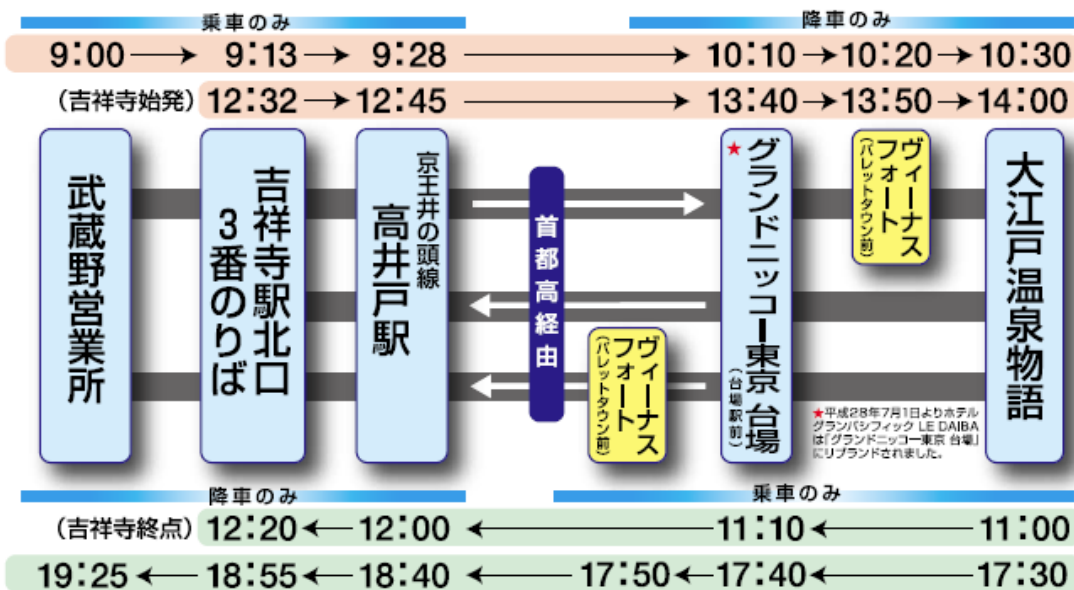 乗車のみ 降車のみ
9:00 → 9:13 → 9:28 → 10:10 → 10:20 → 10:30
(吉祥寺始発) 12:32 → 12:45 → 13:40 → 13:50 → 14:00
武蔵野営業所
吉祥寺駅北口
3番のりば
京王井の頭線
高井戸駅
首都高経由
ヴィーナス
フォート
(パレットタウン前)
★グランドニッコー東京 台場
(台場駅前)
ヴィーナス
フォート
(パレットタウン前)
大江戸温泉物語
★平成28年7月1日よりホテル
グランパシフィック LE DAIBA
は「グランドニッコー東京 台場」
にリブランドされました。
降車のみ 乗車のみ
(吉祥寺終点) 12:20 ← 12:00 ← 11:10 ← 11:00
19:25 ← 18:55 ← 18:40 ← 17:50 ← 17:40 ← 17:30